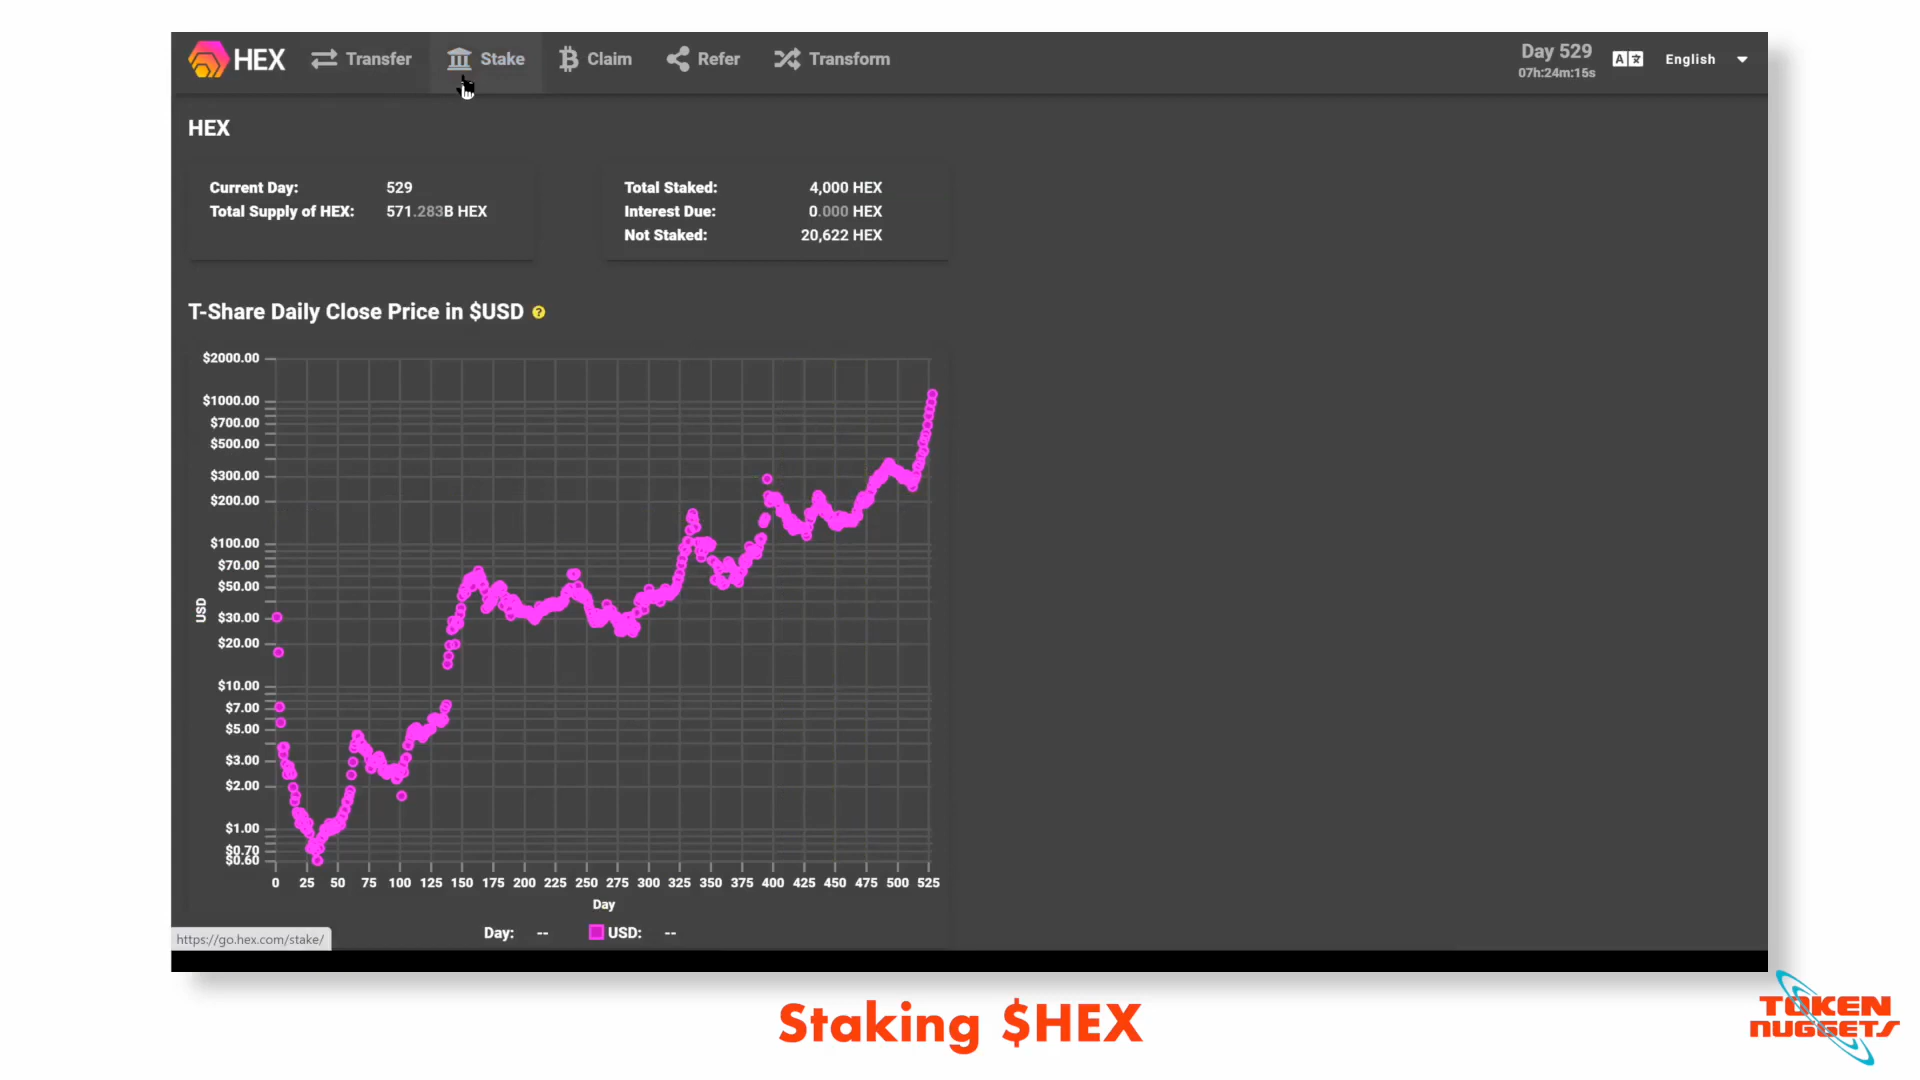 HEX
Transfer
Stake
Claim
Refer
Transform
Day 529
07h:24m:15s
English
HEX
Current Day: 529
Total Supply of HEX: 571.283B HEX
Total Staked: 4,000 HEX
Interest Due: 0.000 HEX
Not Staked: 20,622 HEX
T-Share Daily Close Price in $USD ?
$2000.00
$1000.00
$700.00
$500.00
$300.00
$200.00
$100.00
$70.00
$50.00
$30.00
$20.00
$10.00
$7.00
$5.00
$3.00
$2.00
$1.00
$0.70
$0.60
USD
0 25 50 75 100 125 150 175 200 225 250 275 300 325 350 375 400 425 450 475 500 525
Day
Day: -- USD: --
https://go.hex.com/stake/
Staking $HEX
TOKEN
NUGGETS